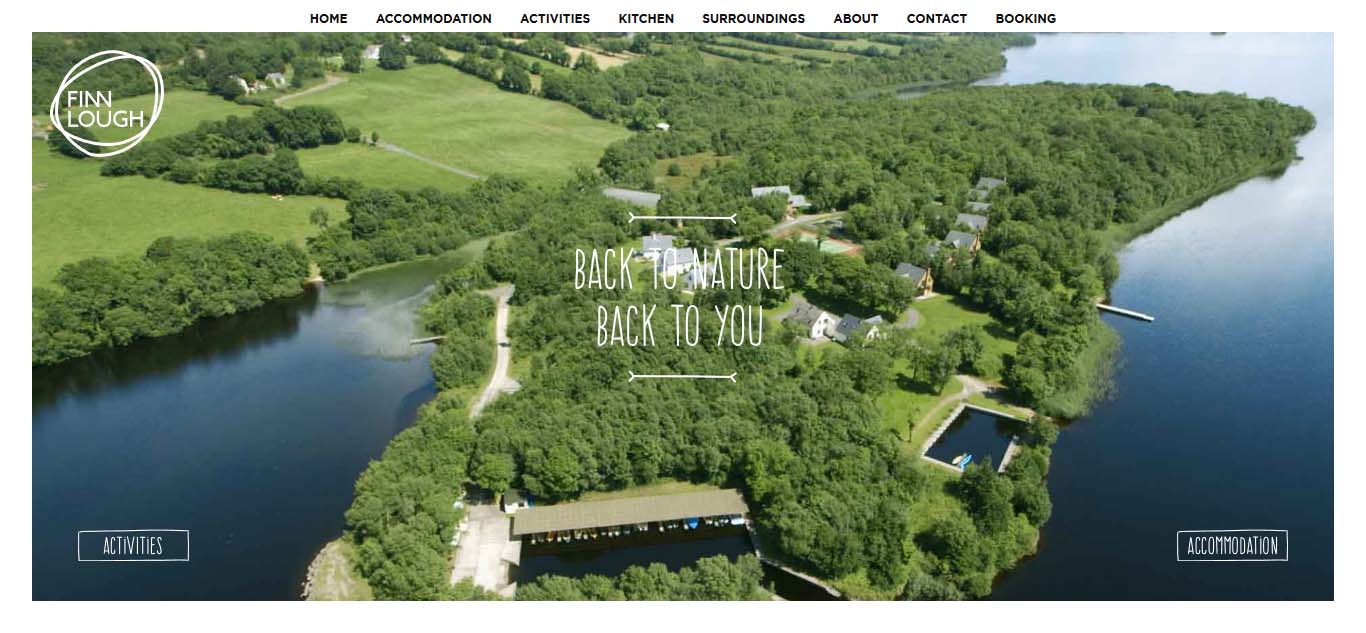 HOME ACCOMMODATION ACTIVITIES KITCHEN SURROUNDINGS ABOUT CONTACT BOOKING
FINN
LOUGH
BACK TO NATURE
BACK TO YOU
ACTIVITIES
ACCOMMODATION